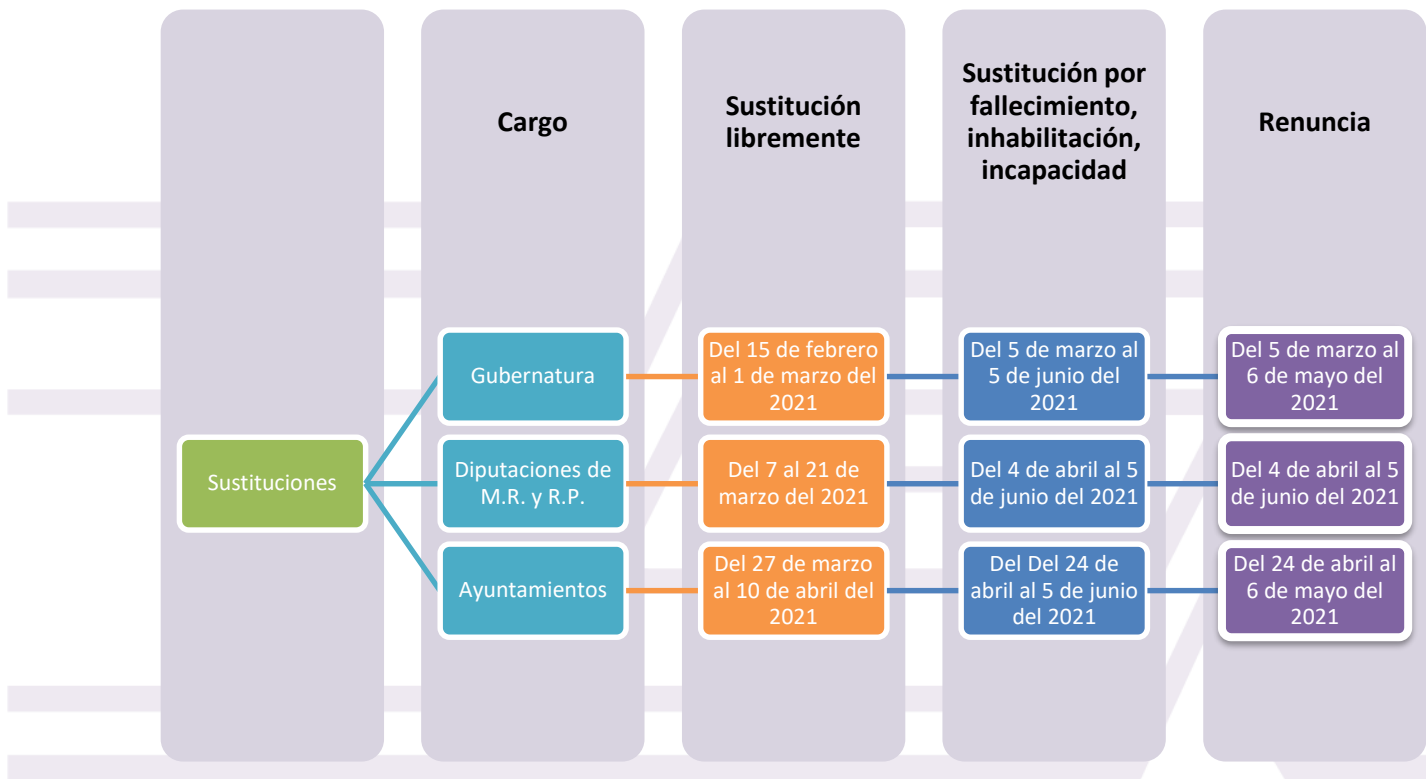 Cargo
Sustitución
libremente
Sustitución por
fallecimiento,
inhabilitación,
incapacidad
Renuncia
Sustituciones
Gubernatura
Del 15 de febrero
al 1 de marzo del
2021
Del 5 de marzo al
5 de junio del
2021
Del 5 de marzo al
6 de mayo del
2021
Diputaciones de
M.R. y R.P.
Del 7 al 21 de
marzo del 2021
Del 4 de abril al 5
de junio del 2021
Del 4 de abril al 5
de junio del 2021
Ayuntamientos
Del 27 de marzo
al 10 de abril del
2021
Del Del 24 de
abril al 5 de junio
del 2021
Del 24 de abril al
6 de mayo del
2021